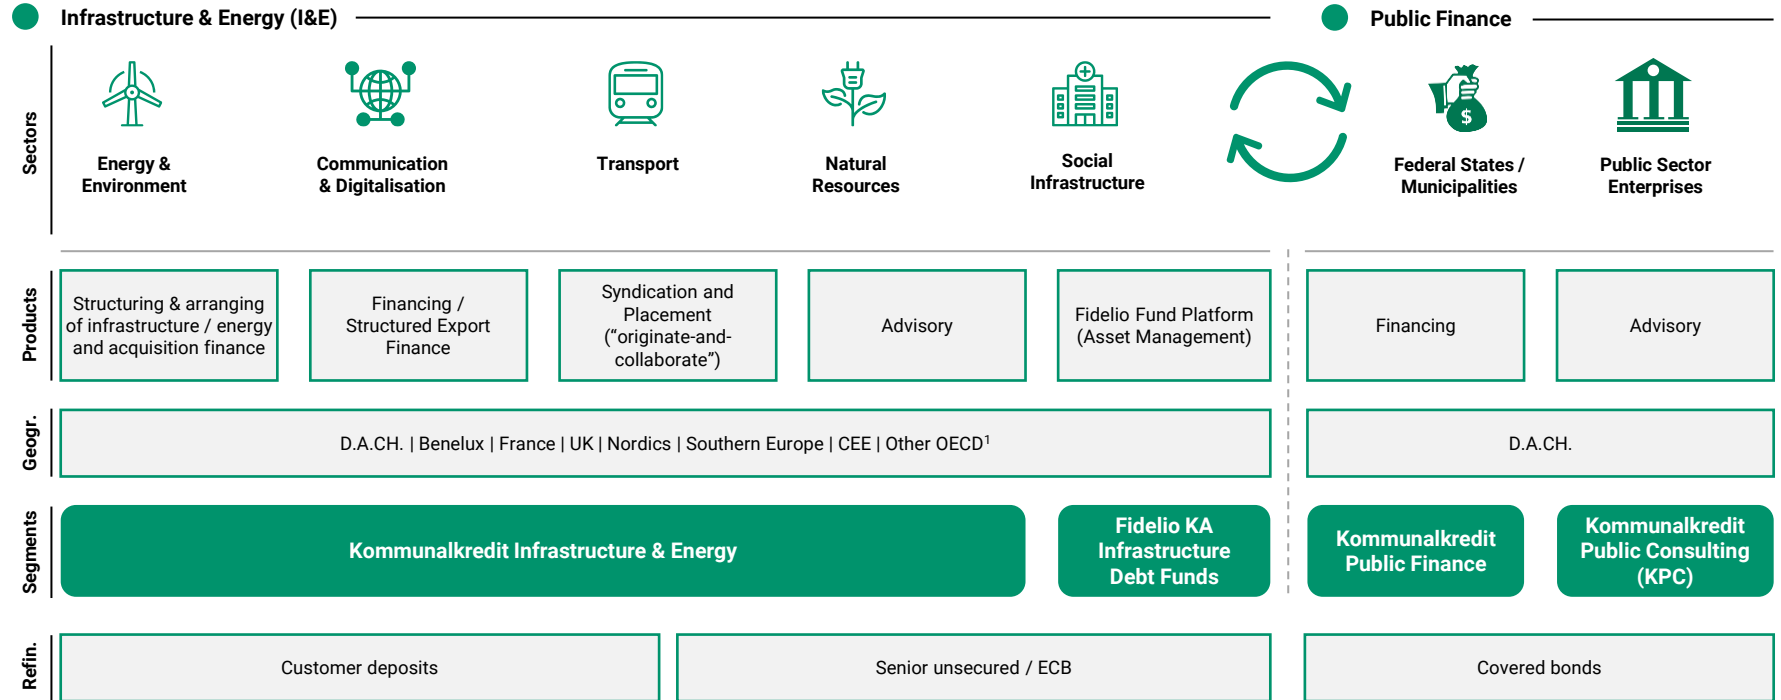 Infrastructure & Energy (I&E)
Public Finance
Sectors
Energy &
Environment
Communication
& Digitalisation
Transport
Natural
Resources
Social
Infrastructure
$
Federal States /
Municipalities
Public Sector
Enterprises
Products
Structuring & arranging
of infrastructure / energy
and acquisition finance
Financing /
Structured Export
Finance
Syndication and
Placement
(“originate-and-
collaborate”)
Advisory
Fidelio Fund Platform
(Asset Management)
Financing
Advisory
Geogr.
D.A.CH. | Benelux | France | UK | Nordics | Southern Europe | CEE | Other OECD¹
D.A.CH.
Segments
Kommunalkredit Infrastructure & Energy
Fidelio KA
Infrastructure
Debt Funds
Kommunalkredit
Public Finance
Kommunalkredit
Public Consulting
(KPC)
Refin.
Customer deposits
Senior unsecured / ECB
Covered bonds